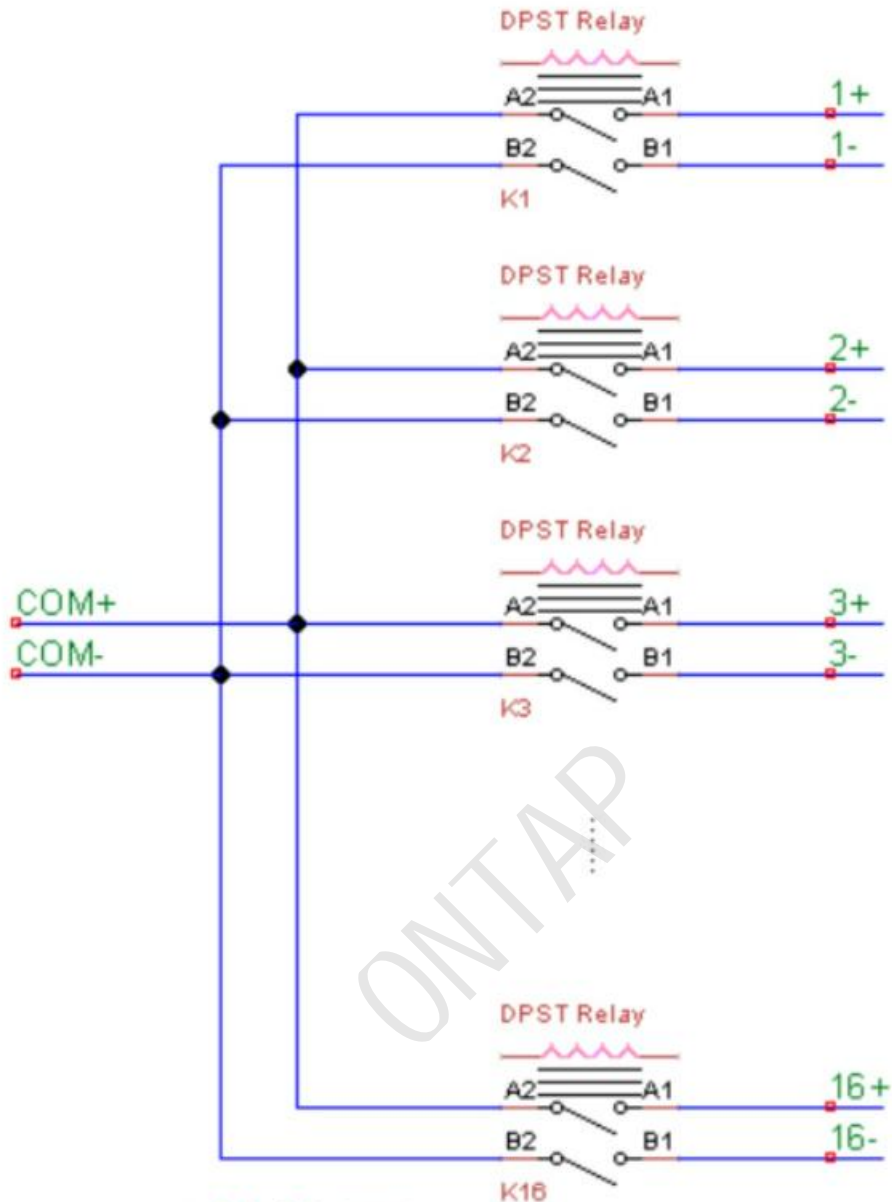 DPST Relay
A2 A1 1+
B2 B1 1-
K1
DPST Relay
A2 A1 2+
B2 B1 2-
K2
DPST Relay
COM+ A2 A1 3+
COM- B2 B1 3-
K3
ONTAP
DPST Relay
A2 A1 16+
B2 B1 16-
K16